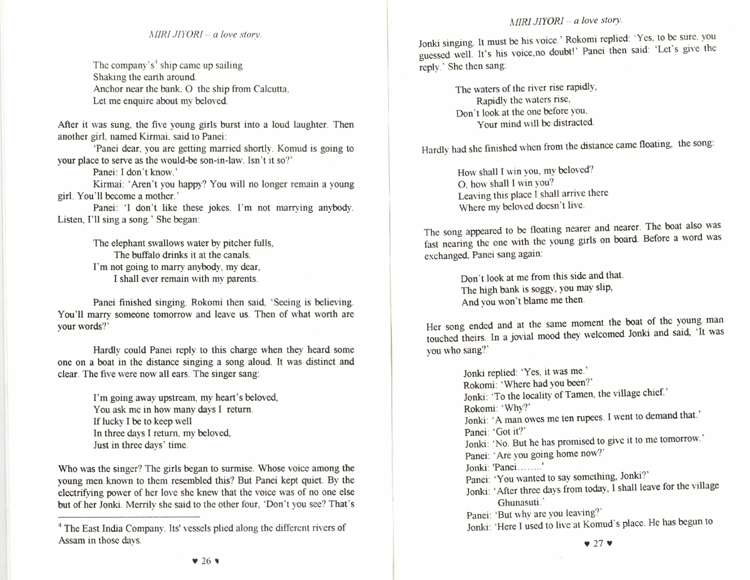 MIRI JIYORI – a love story.
The company's⁴ ship came up sailing
Shaking the earth around.
Anchor near the bank, O the ship from Calcutta,
Let me enquire about my beloved.
After it was sung, the five young girls burst into a loud laughter. Then
another girl, named Kirmai, said to Panei:
'Panei dear, you are getting married shortly. Komud is going to
your place to serve as the would-be son-in-law. Isn't it so?'
Panei: I don't know.'
Kirmai: 'Aren't you happy? You will no longer remain a young
girl. You'll become a mother.'
Panei: 'I don't like these jokes. I'm not marrying anybody.
Listen, I'll sing a song.' She began:
The elephant swallows water by pitcher fulls,
The buffalo drinks it at the canals.
I'm not going to marry anybody, my dear,
I shall ever remain with my parents.
Panei finished singing. Rokomi then said, 'Seeing is believing.
You'll marry someone tomorrow and leave us. Then of what worth are
your words?'
Hardly could Panei reply to this charge when they heard some
one on a boat in the distance singing a song aloud. It was distinct and
clear. The five were now all ears. The singer sang:
I'm going away upstream, my heart's beloved,
You ask me in how many days I return.
If lucky I be to keep well
In three days I return, my beloved,
Just in three days' time.
Who was the singer? The girls began to surmise. Whose voice among the
young men known to them resembled this? But Panei kept quiet. By the
electrifying power of her love she knew that the voice was of no one else
but of her Jonki. Merrily she said to the other four, 'Don't you see? That's
⁴ The East India Company. Its' vessels plied along the different rivers of
Assam in those days.
♥ 26 ♥
MIRI JIYORI – a love story.
Jonki singing. It must be his voice.' Rokomi replied: 'Yes, to be sure, you
guessed well. It's his voice,no doubt!' Panei then said: 'Let's give the
reply.' She then sang:
The waters of the river rise rapidly,
Rapidly the waters rise,
Don't look at the one before you,
Your mind will be distracted.
Hardly had she finished when from the distance came floating, the song:
How shall I win you, my beloved?
O, how shall I win you?
Leaving this place I shall arrive there
Where my beloved doesn't live.
The song appeared to be floating nearer and nearer. The boat also was
fast nearing the one with the young girls on board. Before a word was
exchanged, Panei sang again:
Don't look at me from this side and that.
The high bank is soggy, you may slip,
And you won't blame me then.
Her song ended and at the same moment the boat of the young man
touched theirs. In a jovial mood they welcomed Jonki and said, 'It was
you who sang?'
Jonki replied: 'Yes, it was me.'
Rokomi: 'Where had you been?'
Jonki: 'To the locality of Tamen, the village chief.'
Rokomi: 'Why?'
Jonki: 'A man owes me ten rupees. I went to demand that.'
Panei: 'Got it?'
Jonki: 'No. But he has promised to give it to me tomorrow.'
Panei: 'Are you going home now?'
Jonki: 'Panei........'
Panei: 'You wanted to say something, Jonki?'
Jonki: 'After three days from today, I shall leave for the village
Ghunasuti.'
Panei: 'But why are you leaving?'
Jonki: 'Here I used to live at Komud's place. He has begun to
♥ 27 ♥